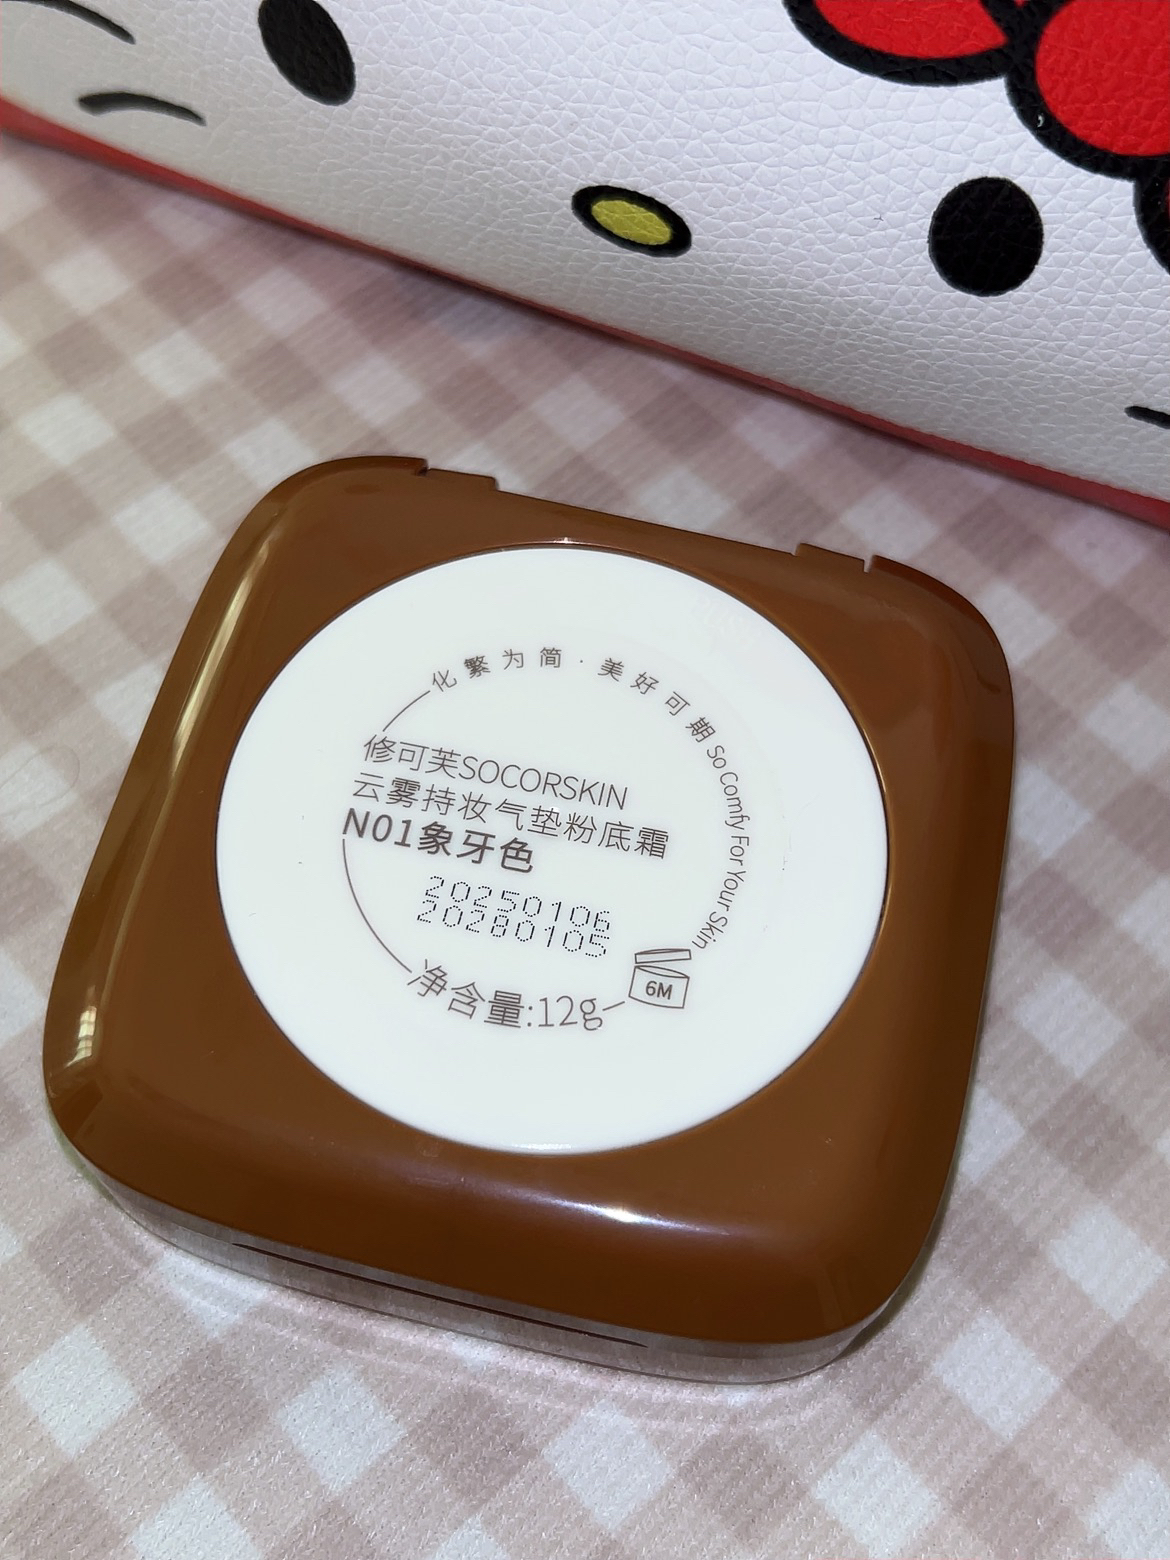 化繁为简·美好可期 So Comfy For Your Skin
修可芙SOCORSKIN
云雾持妆气垫粉底霜
N01象牙色
20250106
20280105
6M
净含量:12g